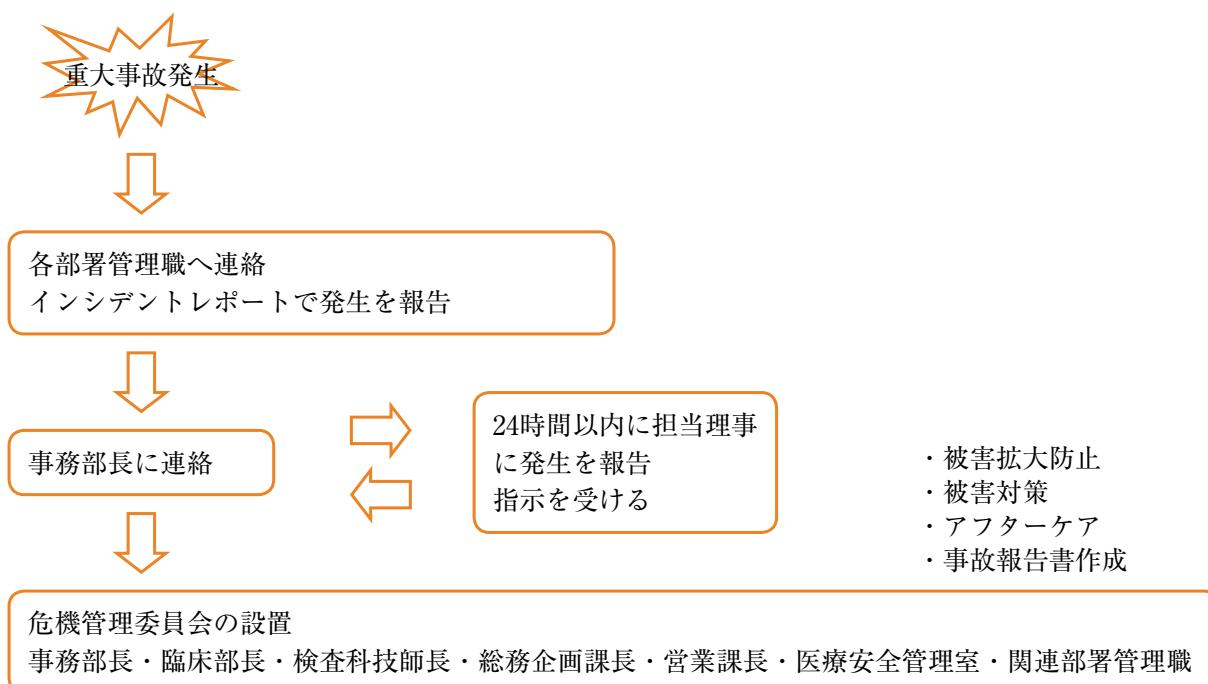 重大事故発生
各部署管理職へ連絡
インシデントレポートで発生を報告
事務部長に連絡
24時間以内に担当理事
に発生を報告
指示を受ける
・被害拡大防止
・被害対策
・アフターケア
・事故報告書作成
危機管理委員会の設置
事務部長・臨床部長・検査科技師長・総務企画課長・営業課長・医療安全管理室・関連部署管理職